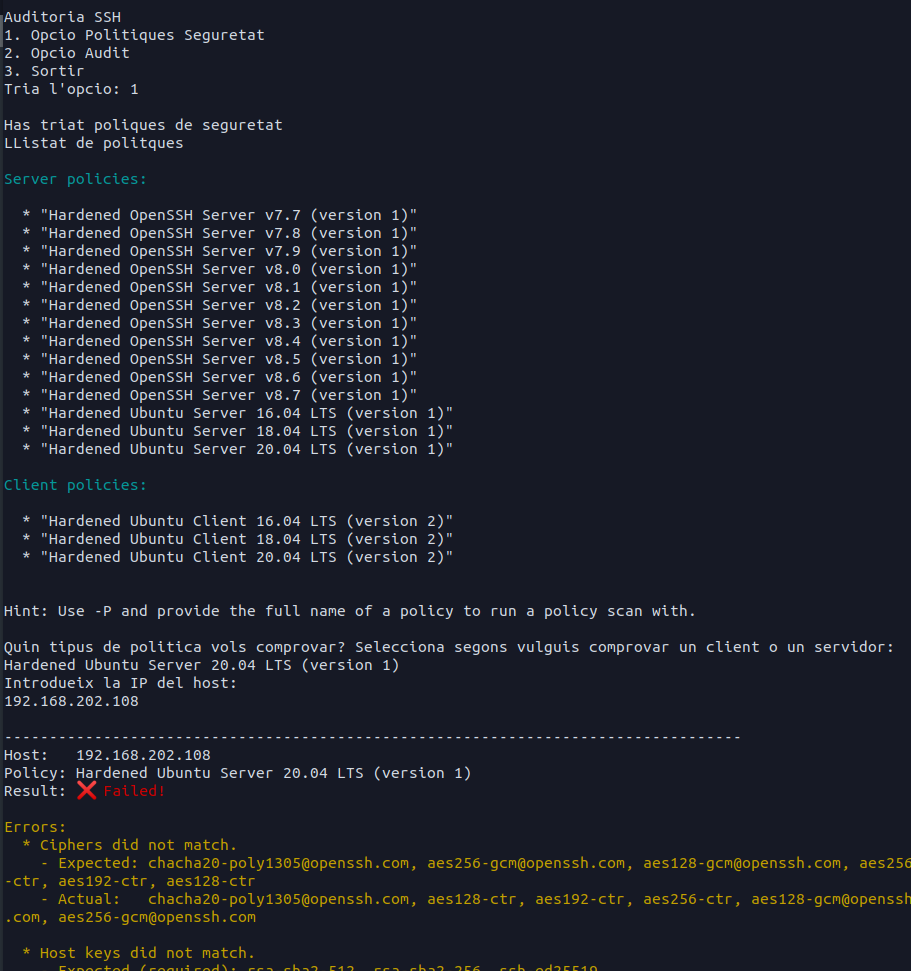 Auditoria SSH
1. Opcio Politiques Seguretat
2. Opcio Audit
3. Sortir
Tria l'opcio: 1
Has triat poliques de seguretat
LListat de politques
Server policies:
* "Hardened OpenSSH Server v7.7 (version 1)"
* "Hardened OpenSSH Server v7.8 (version 1)"
* "Hardened OpenSSH Server v7.9 (version 1)"
* "Hardened OpenSSH Server v8.0 (version 1)"
* "Hardened OpenSSH Server v8.1 (version 1)"
* "Hardened OpenSSH Server v8.2 (version 1)"
* "Hardened OpenSSH Server v8.3 (version 1)"
* "Hardened OpenSSH Server v8.4 (version 1)"
* "Hardened OpenSSH Server v8.5 (version 1)"
* "Hardened OpenSSH Server v8.6 (version 1)"
* "Hardened OpenSSH Server v8.7 (version 1)"
* "Hardened Ubuntu Server 16.04 LTS (version 1)"
* "Hardened Ubuntu Server 18.04 LTS (version 1)"
* "Hardened Ubuntu Server 20.04 LTS (version 1)"
Client policies:
* "Hardened Ubuntu Client 16.04 LTS (version 2)"
* "Hardened Ubuntu Client 18.04 LTS (version 2)"
* "Hardened Ubuntu Client 20.04 LTS (version 2)"
Hint: Use -P and provide the full name of a policy to run a policy scan with.
Quin tipus de politica vols comprovar? Selecciona segons vulguis comprovar un client o un servidor:
Hardened Ubuntu Server 20.04 LTS (version 1)
Introdueix la IP del host:
192.168.202.108
----------------------------------------------------------------------------------
Host:   192.168.202.108
Policy: Hardened Ubuntu Server 20.04 LTS (version 1)
Result: ❌ Failed!
Errors:
* Ciphers did not match.
- Expected: chacha20-poly1305@openssh.com, aes256-gcm@openssh.com, aes128-gcm@openssh.com, aes256
-ctr, aes192-ctr, aes128-ctr
- Actual:   chacha20-poly1305@openssh.com, aes128-ctr, aes192-ctr, aes256-ctr, aes128-gcm@openssh
.com, aes256-gcm@openssh.com
* Host keys did not match.
- Expected (required): rsa-sha2-512, rsa-sha2-256, ssh-ed25519